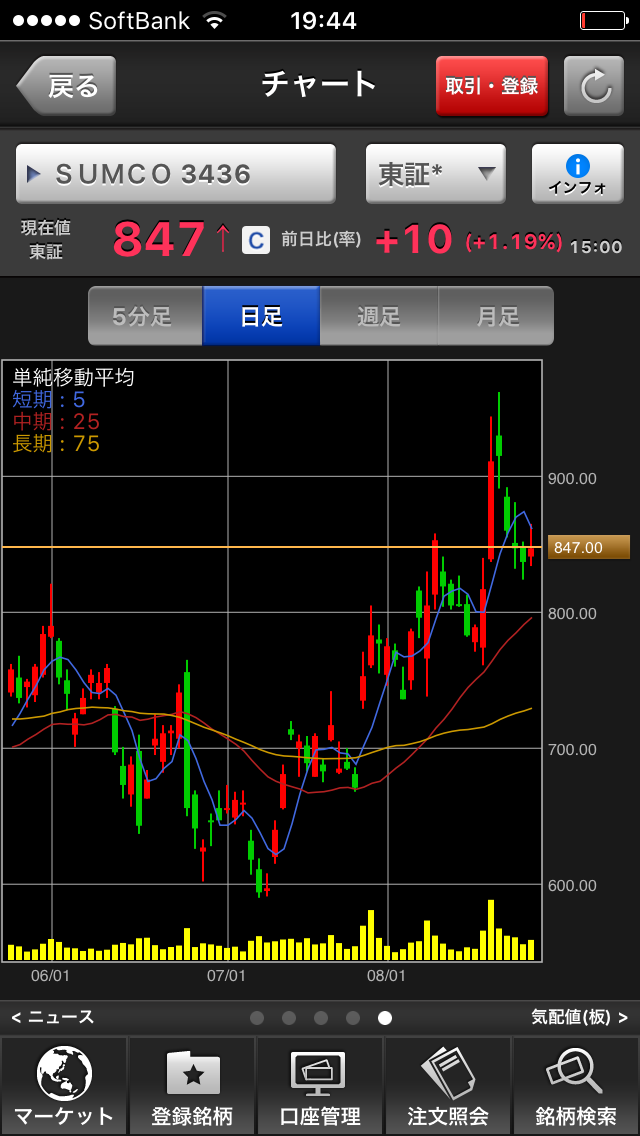 SoftBank 19:44
戻る チャート 取引・登録
SUMCO 3436 東証* i インフォ
現在値 東証 847↑ C 前日比(率) +10 (+1.19%) 15:00
5分足 日足 週足 月足
単純移動平均
短期:5
中期:25
長期:75
900.00
847.00
800.00
700.00
600.00
06/01 07/01 08/01
< ニュース 気配値(板) >
マーケット 登録銘柄 口座管理 注文照会 銘柄検索